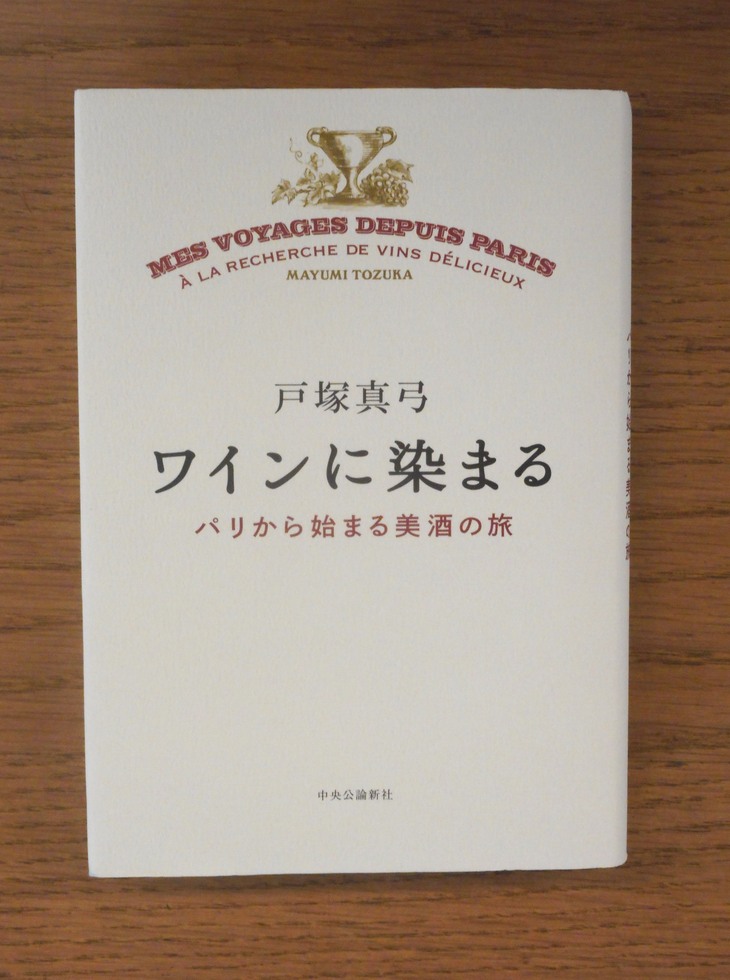 MES VOYAGES DEPUIS PARIS
À LA RECHERCHE DE VINS DÉLICIEUX
MAYUMI TOZUKA
戸塚真弓
ワインに染まる
パリから始まる美酒の旅
中央公論新社